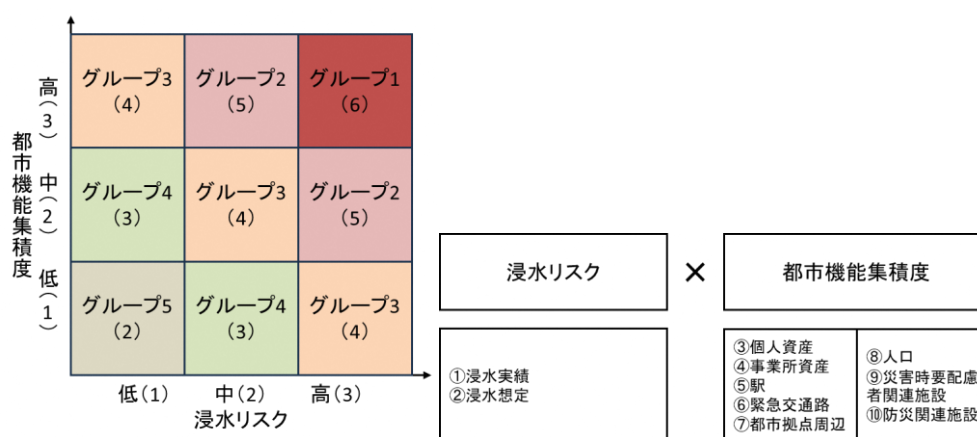 高(3)
中(2)
低(1)
都市機能集積度
グループ3
(4)
グループ2
(5)
グループ1
(6)
グループ4
(3)
グループ3
(4)
グループ2
(5)
グループ5
(2)
グループ4
(3)
グループ3
(4)
低(1)
中(2)
高(3)
浸水リスク
浸水リスク
×
都市機能集積度
①浸水実績
②浸水想定
③個人資産
④事業所資産
⑤駅
⑥緊急交通路
⑦都市拠点周辺
⑧人口
⑨災害時要配慮
者関連施設
⑩防災関連施設